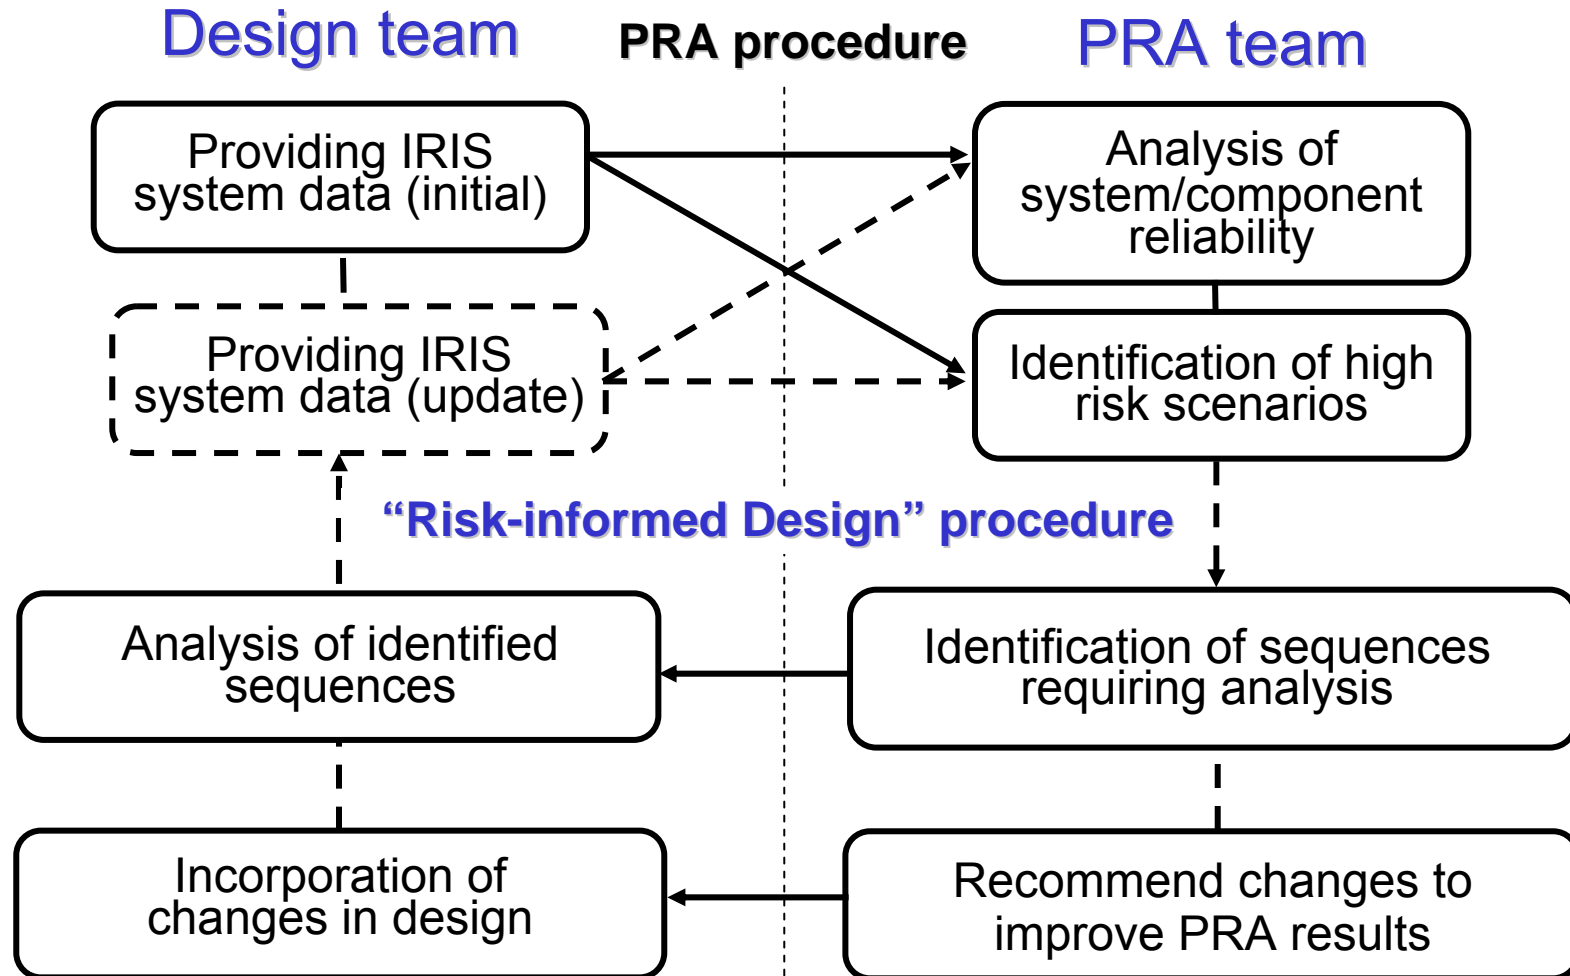 Design team
PRA procedure
PRA team
Providing IRIS
system data (initial)
Analysis of
system/component
reliability
Providing IRIS
system data (update)
Identification of high
risk scenarios
“Risk-informed Design” procedure
Analysis of identified
sequences
Identification of sequences
requiring analysis
Incorporation of
changes in design
Recommend changes to
improve PRA results